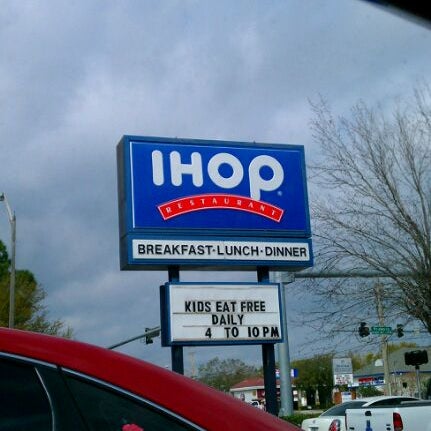 IHOP®
RESTAURANT
BREAKFAST·LUNCH·DINNER
KIDS EAT FREE
DAILY
4 TO 10 PM